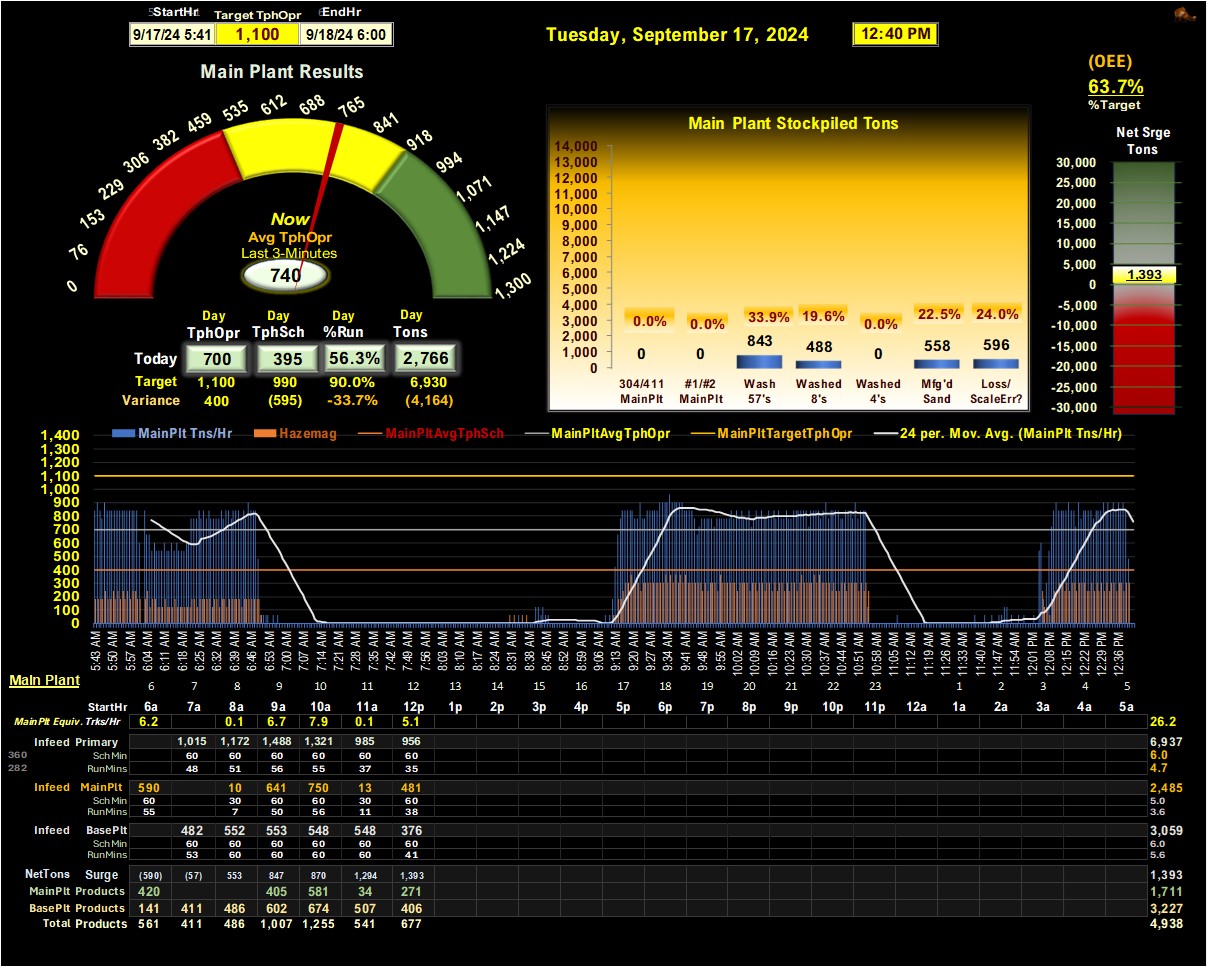 StartHr Target TphOpr EndHr
9/17/24 5:41 1,100 9/18/24 6:00
Tuesday, September 17, 2024 12:40 PM
(OEE)
63.7%
%Target
Main Plant Results
0 76 153 229 306 382 459 535 612 688 765 841 918 994 1,071 1,147 1,224 1,300
Now
Avg TphOpr
Last 3-Minutes
740
Day Day Day Day
TphOpr TphSch %Run Tons
Today 700 395 56.3% 2,766
Target 1,100 990 90.0% 6,930
Variance 400 (595) -33.7% (4,164)
Main Plant Stockpiled Tons
14,000
13,000
12,000
11,000
10,000
9,000
8,000
7,000
6,000
5,000
4,000
3,000
2,000
1,000
0
0.0% 0.0% 33.9% 19.6% 0.0% 22.5% 24.0%
0 0 843 488 0 558 596
304/411 #1/#2 Wash Washed Washed Mfg'd Loss/
MainPlt MainPlt 57's 8's 4's Sand ScaleErr?
Net Srge
Tons
30,000
25,000
20,000
15,000
10,000
5,000
1,393
0
-5,000
-10,000
-15,000
-20,000
-25,000
-30,000
MainPlt Tns/Hr Hazemag MainPltAvgTphSch MainPltAvgTphOpr MainPltTargetTphOpr 24 per. Mov. Avg. (MainPlt Tns/Hr)
1,400
1,300
1,200
1,100
1,000
900
800
700
600
500
400
300
200
100
0
5:43 AM 5:50 AM 5:57 AM 6:04 AM 6:11 AM 6:18 AM 6:25 AM 6:32 AM 6:39 AM 6:46 AM 6:53 AM 7:00 AM 7:07 AM 7:14 AM 7:21 AM 7:28 AM 7:35 AM 7:42 AM 7:49 AM 7:56 AM 8:03 AM 8:10 AM 8:17 AM 8:24 AM 8:31 AM 8:38 AM 8:45 AM 8:52 AM 8:59 AM 9:06 AM 9:13 AM 9:20 AM 9:27 AM 9:34 AM 9:41 AM 9:48 AM 9:55 AM 10:02 AM 10:09 AM 10:16 AM 10:23 AM 10:30 AM 10:37 AM 10:44 AM 10:51 AM 10:58 AM 11:05 AM 11:12 AM 11:19 AM 11:26 AM 11:33 AM 11:40 AM 11:47 AM 11:54 AM 12:01 PM 12:08 PM 12:15 PM 12:22 PM 12:29 PM 12:36 PM
Main Plant
6 7 8 9 10 11 12 13 14 15 16 17 18 19 20 21 22 23 1 2 3 4 5
StartHr 6a 7a 8a 9a 10a 11a 12p 1p 2p 3p 4p 5p 6p 7p 8p 9p 10p 11p 12a 1a 2a 3a 4a 5a
MainPlt Equiv. Trks/Hr 6.2 0.1 6.7 7.9 0.1 5.1 26.2
Infeed Primary 1,015 1,172 1,488 1,321 985 956 6,937
360 Sch Min 60 60 60 60 60 60 6.0
282 RunMins 48 51 56 55 37 35 4.7
Infeed MainPlt 590 10 641 750 13 481 2,485
Sch Min 60 30 60 60 30 60 5.0
RunMins 55 7 50 56 11 38 3.6
Infeed BasePlt 482 552 553 548 548 376 3,059
Sch Min 60 60 60 60 60 60 6.0
RunMins 53 60 60 60 60 41 5.6
NetTons Surge (590) (57) 553 847 870 1,294 1,393 1,393
MainPlt Products 420 405 581 34 271 1,711
BasePlt Products 141 411 486 602 674 507 406 3,227
Total Products 561 411 486 1,007 1,255 541 677 4,938